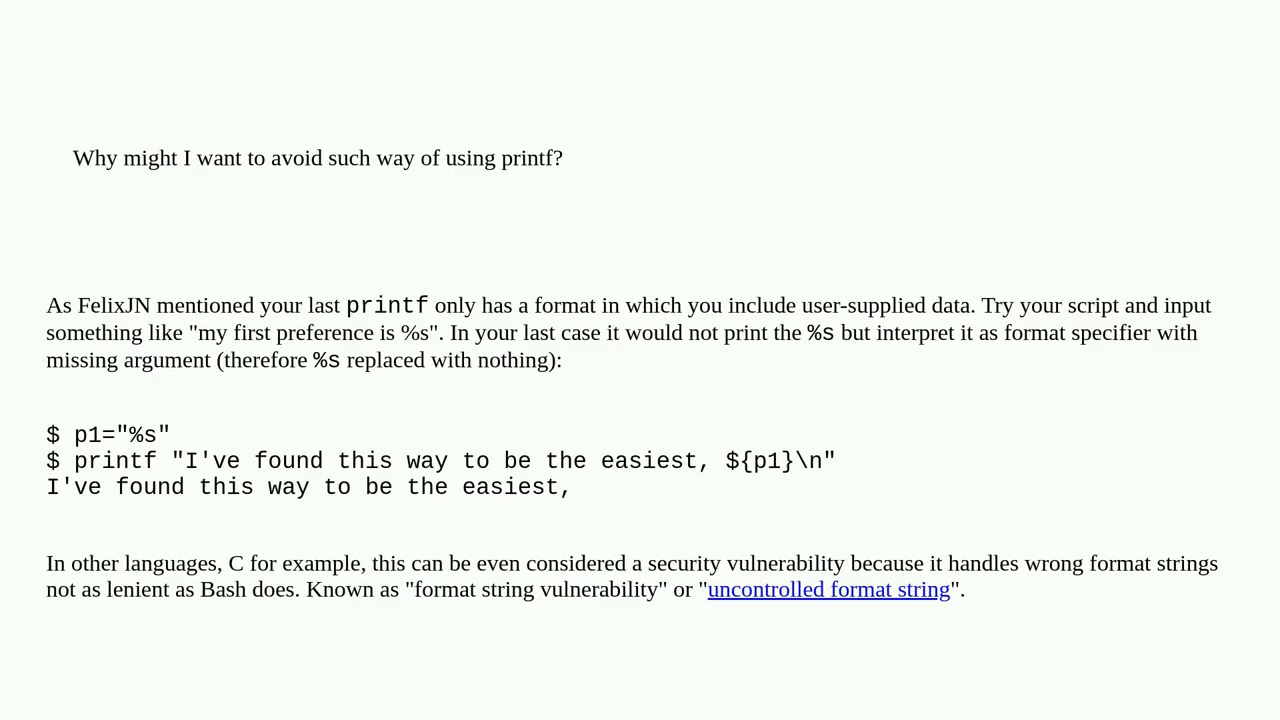 Why might I want to avoid such way of using printf?
As FelixJN mentioned your last printf only has a format in which you include user-supplied data. Try your script and input
something like "my first preference is %s". In your last case it would not print the %s but interpret it as format specifier with
missing argument (therefore %s replaced with nothing):
$ p1="%s"
$ printf "I've found this way to be the easiest, ${p1}\n"
I've found this way to be the easiest,
In other languages, C for example, this can be even considered a security vulnerability because it handles wrong format strings
not as lenient as Bash does. Known as "format string vulnerability" or "uncontrolled format string".